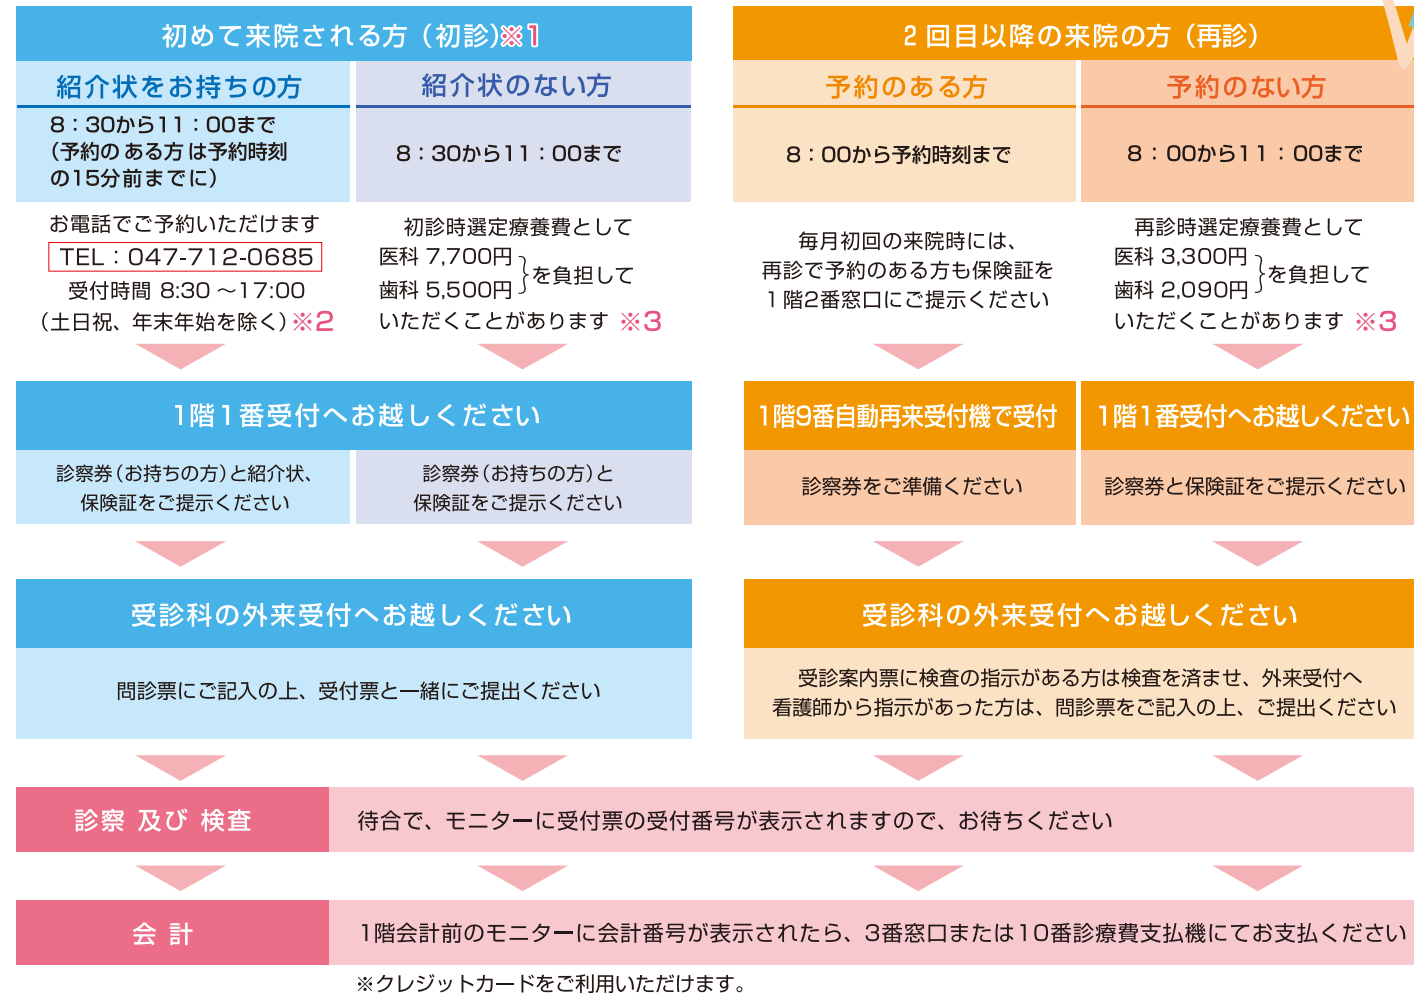 初めて来院される方（初診）※1
紹介状をお持ちの方
8：30から11：00まで
（予約のある方は予約時刻
の15分前までに）
お電話でご予約いただけます
TEL：047-712-0685
受付時間 8:30 ～17:00
（土日祝、年末年始を除く）※2
紹介状のない方
8：30から11：00まで
初診時選定療養費として
医科 7,700円
歯科 5,500円
を負担して
いただくことがあります ※3
1階1番受付へお越しください
診察券（お持ちの方）と紹介状、
保険証をご提示ください
診察券（お持ちの方）と
保険証をご提示ください
受診科の外来受付へお越しください
問診票にご記入の上、受付票と一緒にご提出ください
2回目以降の来院の方（再診）
予約のある方
8：00から予約時刻まで
毎月初回の来院時には、
再診で予約のある方も保険証を
1階2番窓口にご提示ください
予約のない方
8：00から11：00まで
再診時選定療養費として
医科 3,300円
歯科 2,090円
を負担して
いただくことがあります ※3
1階9番自動再来受付機で受付
診察券をご準備ください
1階1番受付へお越しください
診察券と保険証をご提示ください
受診科の外来受付へお越しください
受診案内票に検査の指示がある方は検査を済ませ、外来受付へ
看護師から指示があった方は、問診票をご記入の上、ご提出ください
診察 及び 検査
待合で、モニターに受付票の受付番号が表示されますので、お待ちください
会 計
1階会計前のモニターに会計番号が表示されたら、3番窓口または10番診療費支払機にてお支払ください
※クレジットカードをご利用いただけます。